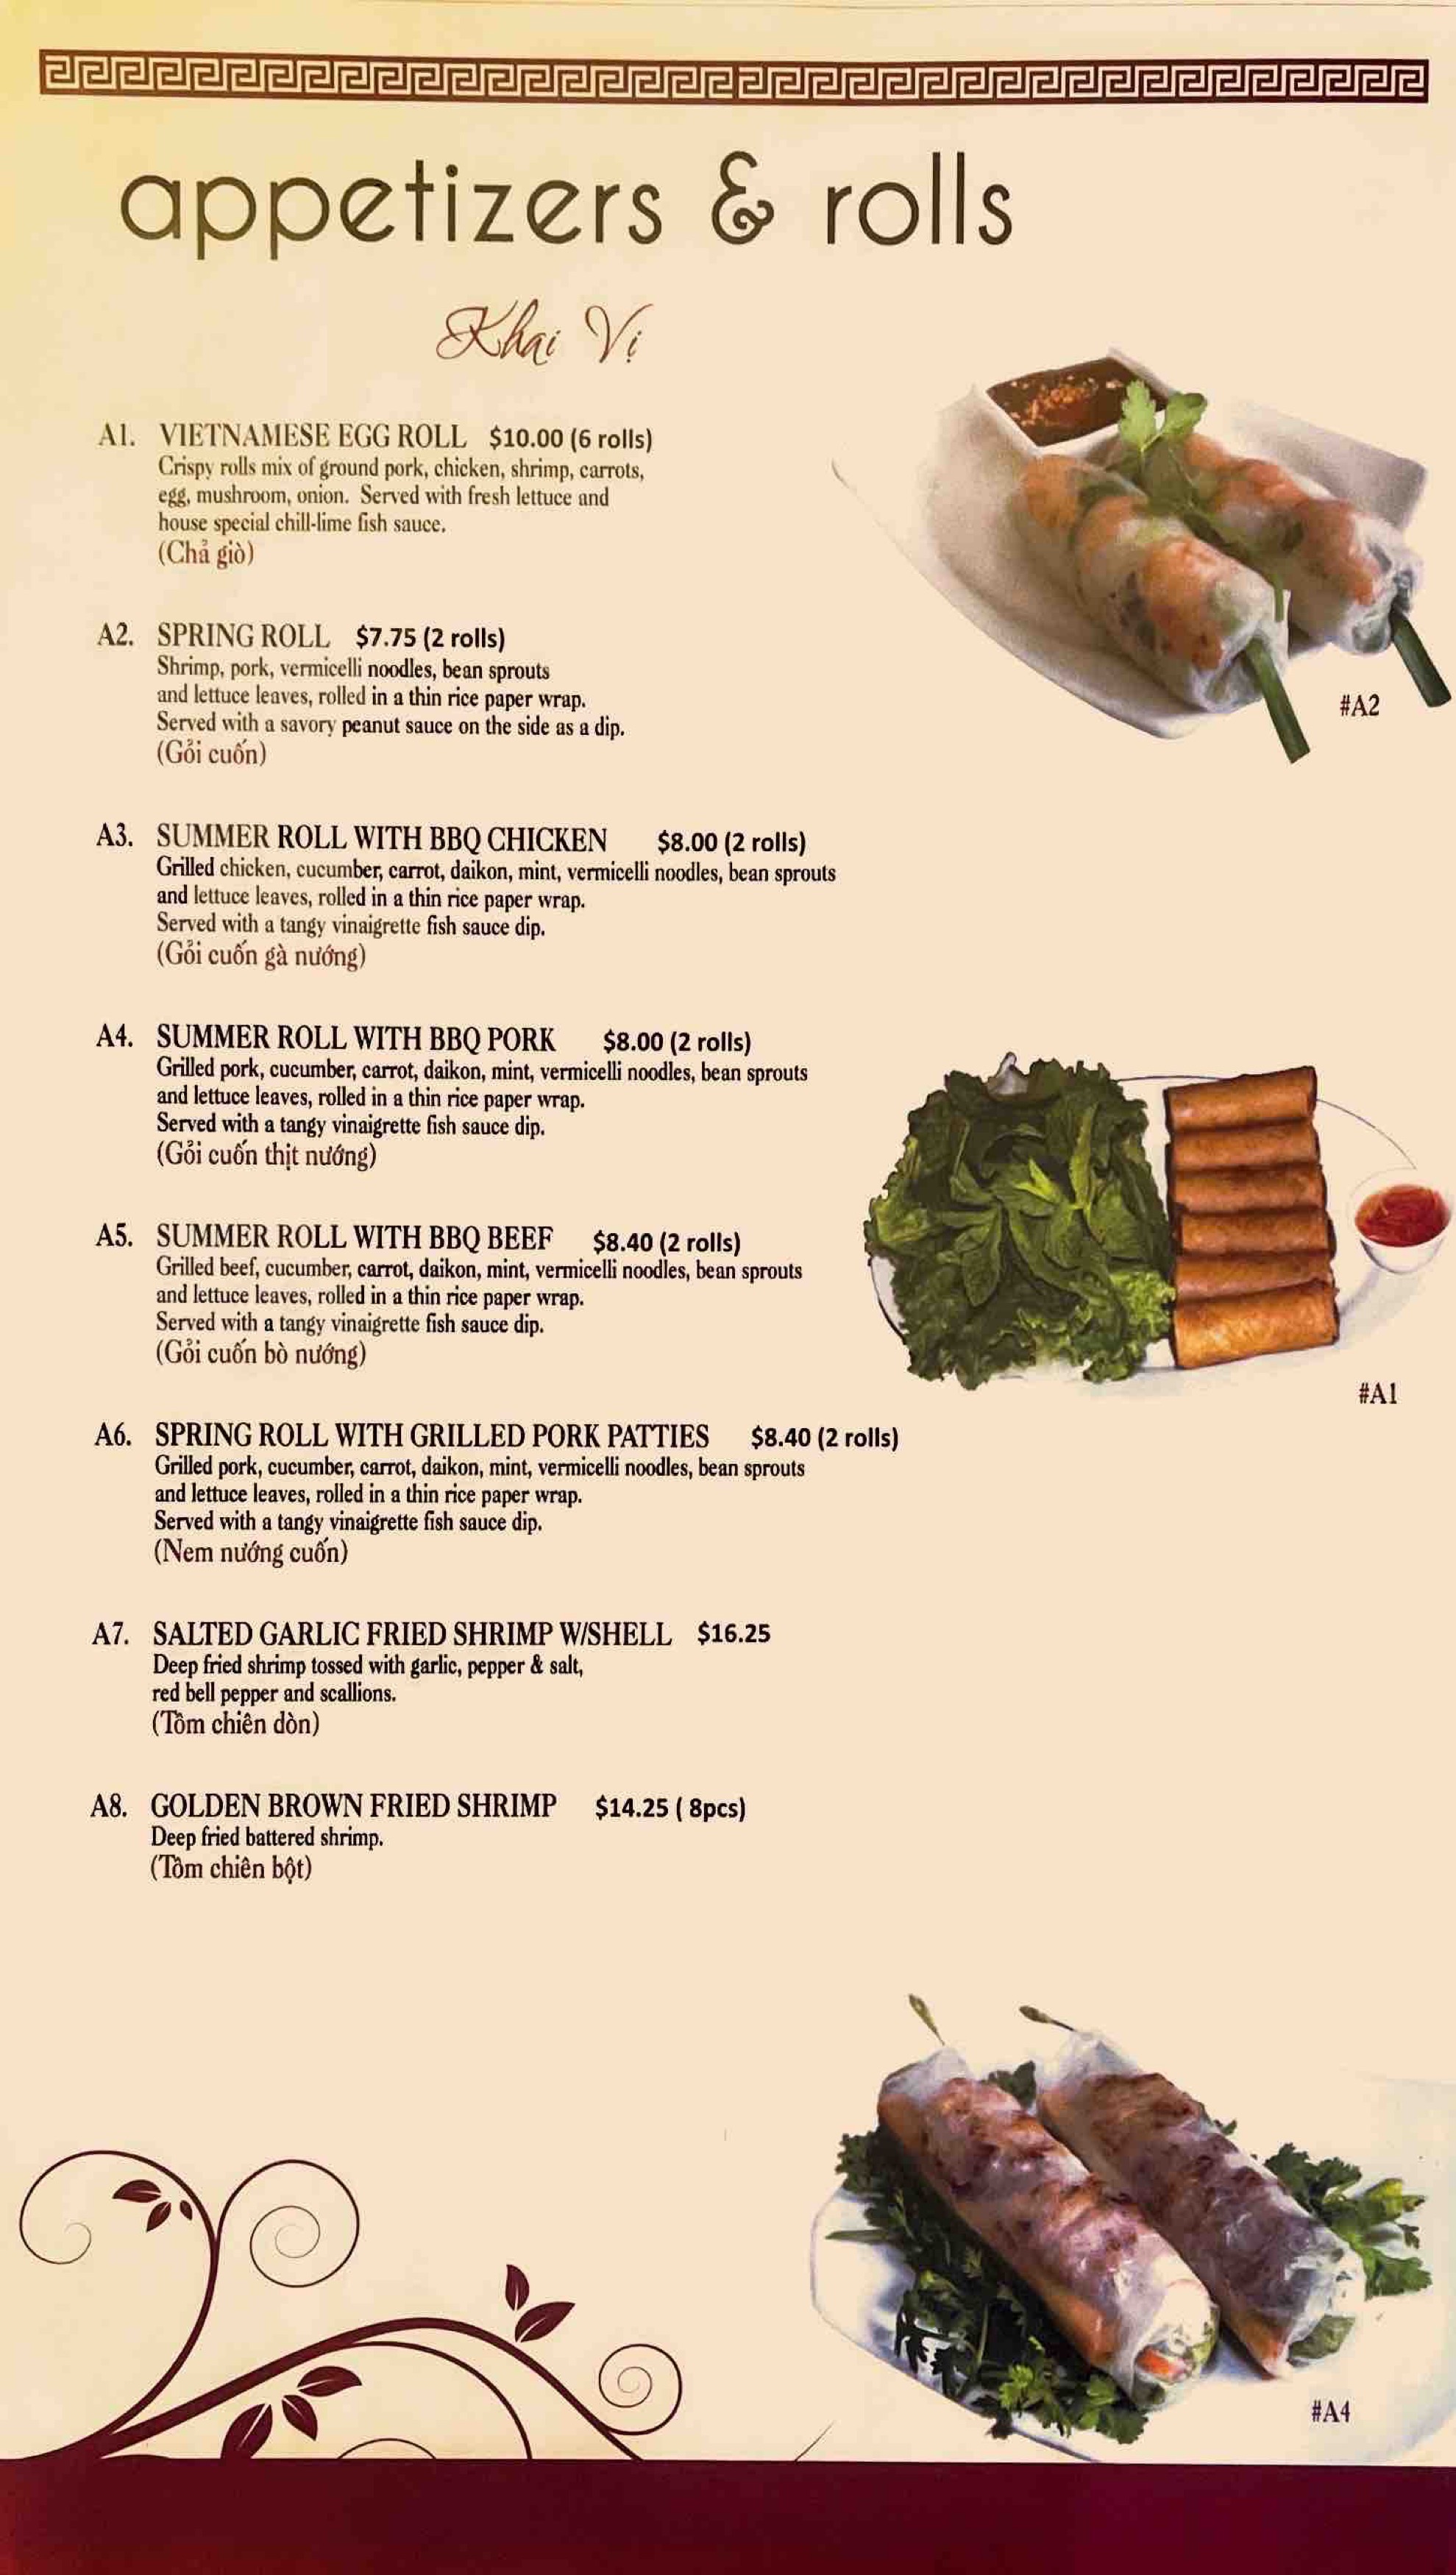 appetizers & rolls
Khai Vị
A1. VIETNAMESE EGG ROLL $10.00 (6 rolls)
Crispy rolls mix of ground pork, chicken, shrimp, carrots,
egg, mushroom, onion. Served with fresh lettuce and
house special chill-lime fish sauce.
(Chả giò)
A2. SPRING ROLL $7.75 (2 rolls)
Shrimp, pork, vermicelli noodles, bean sprouts
and lettuce leaves, rolled in a thin rice paper wrap.
Served with a savory peanut sauce on the side as a dip.
(Gỏi cuốn)
#A2
A3. SUMMER ROLL WITH BBQ CHICKEN $8.00 (2 rolls)
Grilled chicken, cucumber, carrot, daikon, mint, vermicelli noodles, bean sprouts
and lettuce leaves, rolled in a thin rice paper wrap.
Served with a tangy vinaigrette fish sauce dip.
(Gỏi cuốn gà nướng)
A4. SUMMER ROLL WITH BBQ PORK $8.00 (2 rolls)
Grilled pork, cucumber, carrot, daikon, mint, vermicelli noodles, bean sprouts
and lettuce leaves, rolled in a thin rice paper wrap.
Served with a tangy vinaigrette fish sauce dip.
(Gỏi cuốn thịt nướng)
A5. SUMMER ROLL WITH BBQ BEEF $8.40 (2 rolls)
Grilled beef, cucumber, carrot, daikon, mint, vermicelli noodles, bean sprouts
and lettuce leaves, rolled in a thin rice paper wrap.
Served with a tangy vinaigrette fish sauce dip.
(Gỏi cuốn bò nướng)
#A1
A6. SPRING ROLL WITH GRILLED PORK PATTIES $8.40 (2 rolls)
Grilled pork, cucumber, carrot, daikon, mint, vermicelli noodles, bean sprouts
and lettuce leaves, rolled in a thin rice paper wrap.
Served with a tangy vinaigrette fish sauce dip.
(Nem nướng cuốn)
A7. SALTED GARLIC FRIED SHRIMP W/SHELL $16.25
Deep fried shrimp tossed with garlic, pepper & salt,
red bell pepper and scallions.
(Tôm chiên dòn)
A8. GOLDEN BROWN FRIED SHRIMP $14.25 ( 8pcs)
Deep fried battered shrimp.
(Tôm chiên bột)
#A4